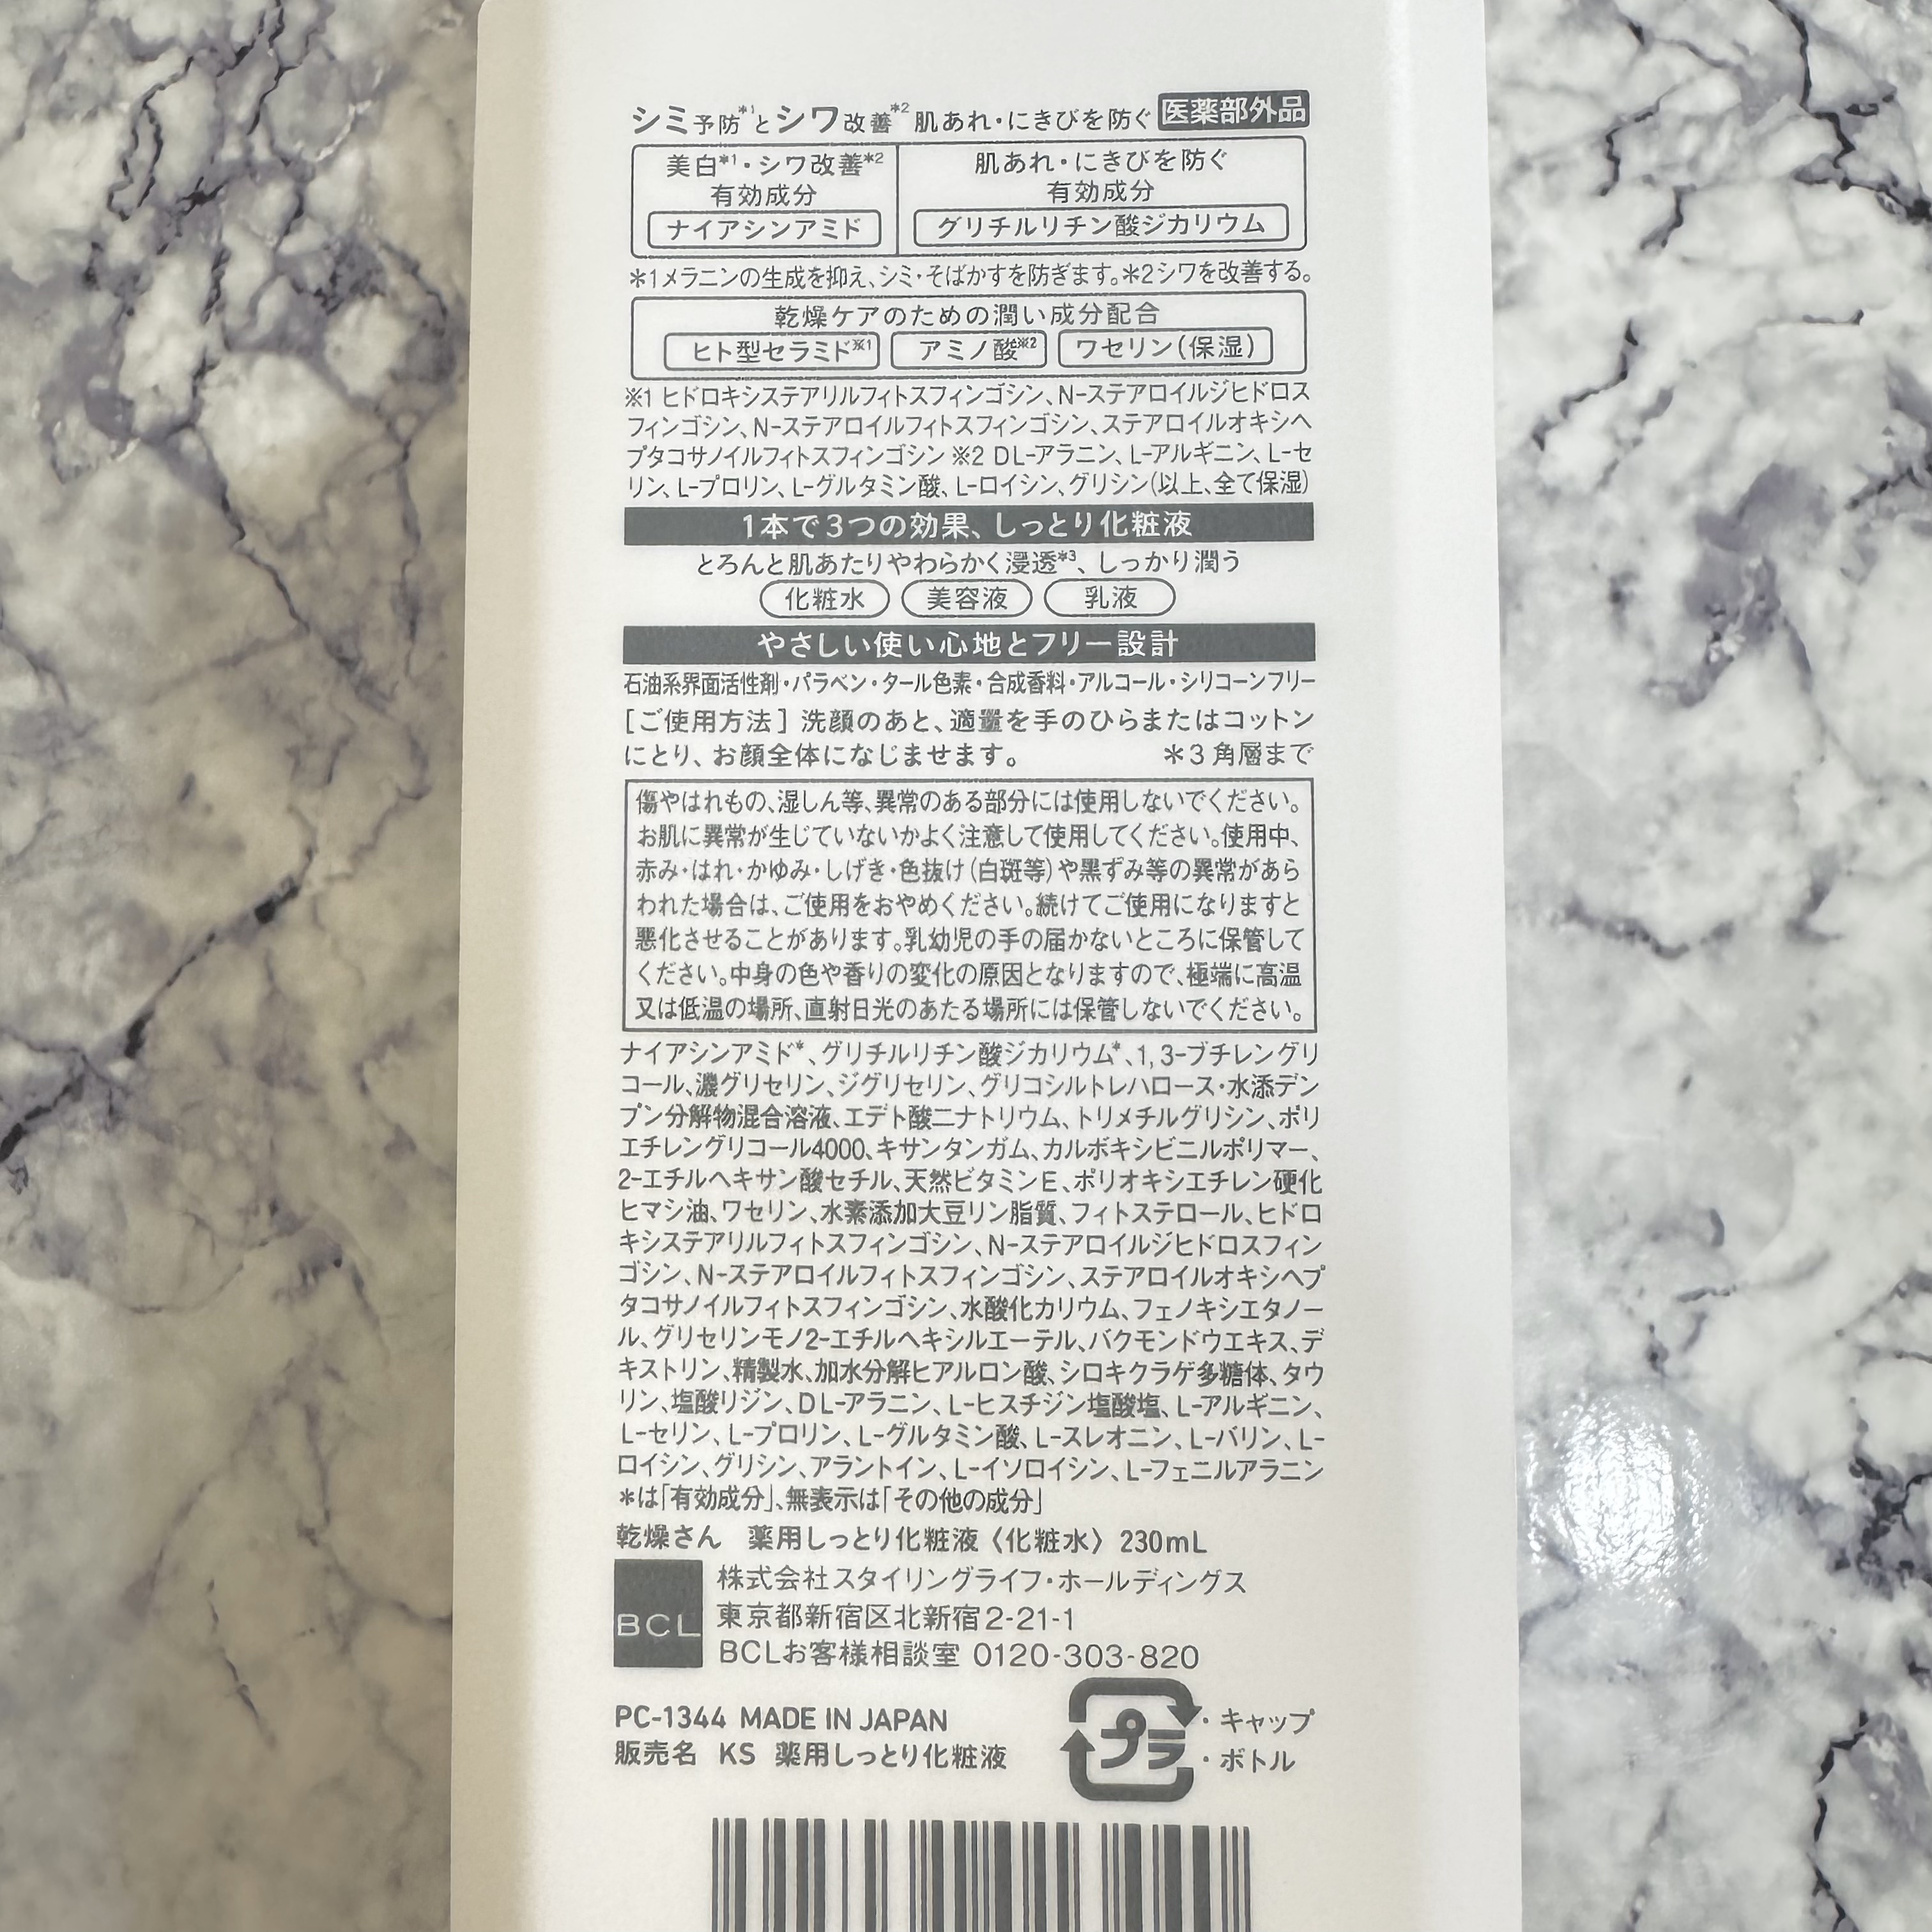 シミ予防*1とシワ改善*2肌あれ・にきびを防ぐ 医薬部外品
美白*1・シワ改善*2
有効成分
ナイアシンアミド
肌あれ・にきびを防ぐ
有効成分
グリチルリチン酸ジカリウム
＊1メラニンの生成を抑え、シミ・そばかすを防ぎます。＊2シワを改善する。
乾燥ケアのための潤い成分配合
ヒト型セラミド※1 アミノ酸※2 ワセリン(保湿)
※1 ヒドロキシステアリルフィトスフィンゴシン、N-ステアロイルジヒドロス
フィンゴシン、N-ステアロイルフィトスフィンゴシン、ステアロイルオキシヘ
プタコサノイルフィトスフィンゴシン ※2 DL-アラニン、L-アルギニン、L-セ
リン、L-プロリン、L-グルタミン酸、L-ロイシン、グリシン(以上、全て保湿)
1本で3つの効果、しっとり化粧液
とろんと肌あたりやわらかく浸透*3、しっかり潤う
化粧水 美容液 乳液
やさしい使い心地とフリー設計
石油系界面活性剤・パラベン・タール色素・合成香料・アルコール・シリコーンフリー
[ご使用方法] 洗顔のあと、適量を手のひらまたはコットン
にとり、お顔全体になじませます。 ＊3 角層まで
傷やはれもの、湿しん等、異常のある部分には使用しないでください。
お肌に異常が生じていないかよく注意して使用してください。使用中、
赤み・はれ・かゆみ・しげき・色抜け(白斑等)や黒ずみ等の異常があら
われた場合は、ご使用をおやめください。続けてご使用になりますと
悪化させることがあります。乳幼児の手の届かないところに保管して
ください。中身の色や香りの変化の原因となりますので、極端に高温
又は低温の場所、直射日光のあたる場所には保管しないでください。
ナイアシンアミド*、グリチルリチン酸ジカリウム*、1,3-ブチレングリ
コール、濃グリセリン、ジグリセリン、グリコシルトレハロース・水添デン
プン分解物混合溶液、エデト酸二ナトリウム、トリメチルグリシン、ポリ
エチレングリコール4000、キサンタンガム、カルボキシビニルポリマー、
2-エチルヘキサン酸セチル、天然ビタミンE、ポリオキシエチレン硬化
ヒマシ油、ワセリン、水素添加大豆リン脂質、フィトステロール、ヒドロ
キシステアリルフィトスフィンゴシン、N-ステアロイルジヒドロスフィン
ゴシン、N-ステアロイルフィトスフィンゴシン、ステアロイルオキシヘプ
タコサノイルフィトスフィンゴシン、水酸化カリウム、フェノキシエタノー
ル、グリセリンモノ2-エチルヘキシルエーテル、バクモンドウエキス、デ
キストリン、精製水、加水分解ヒアルロン酸、シロキクラゲ多糖体、タウ
リン、塩酸リジン、DL-アラニン、L-ヒスチジン塩酸塩、L-アルギニン、
L-セリン、L-プロリン、L-グルタミン酸、L-スレオニン、L-バリン、L-
ロイシン、グリシン、アラントイン、L-イソロイシン、L-フェニルアラニン
＊は「有効成分」、無表示は「その他の成分」
乾燥さん 薬用しっとり化粧液〈化粧水〉230mL
BCL
株式会社スタイリングライフ・ホールディングス
東京都新宿区北新宿2-21-1
BCLお客様相談室 0120-303-820
PC-1344 MADE IN JAPAN
販売名 KS 薬用しっとり化粧液
プラ
・キャップ
・ボトル